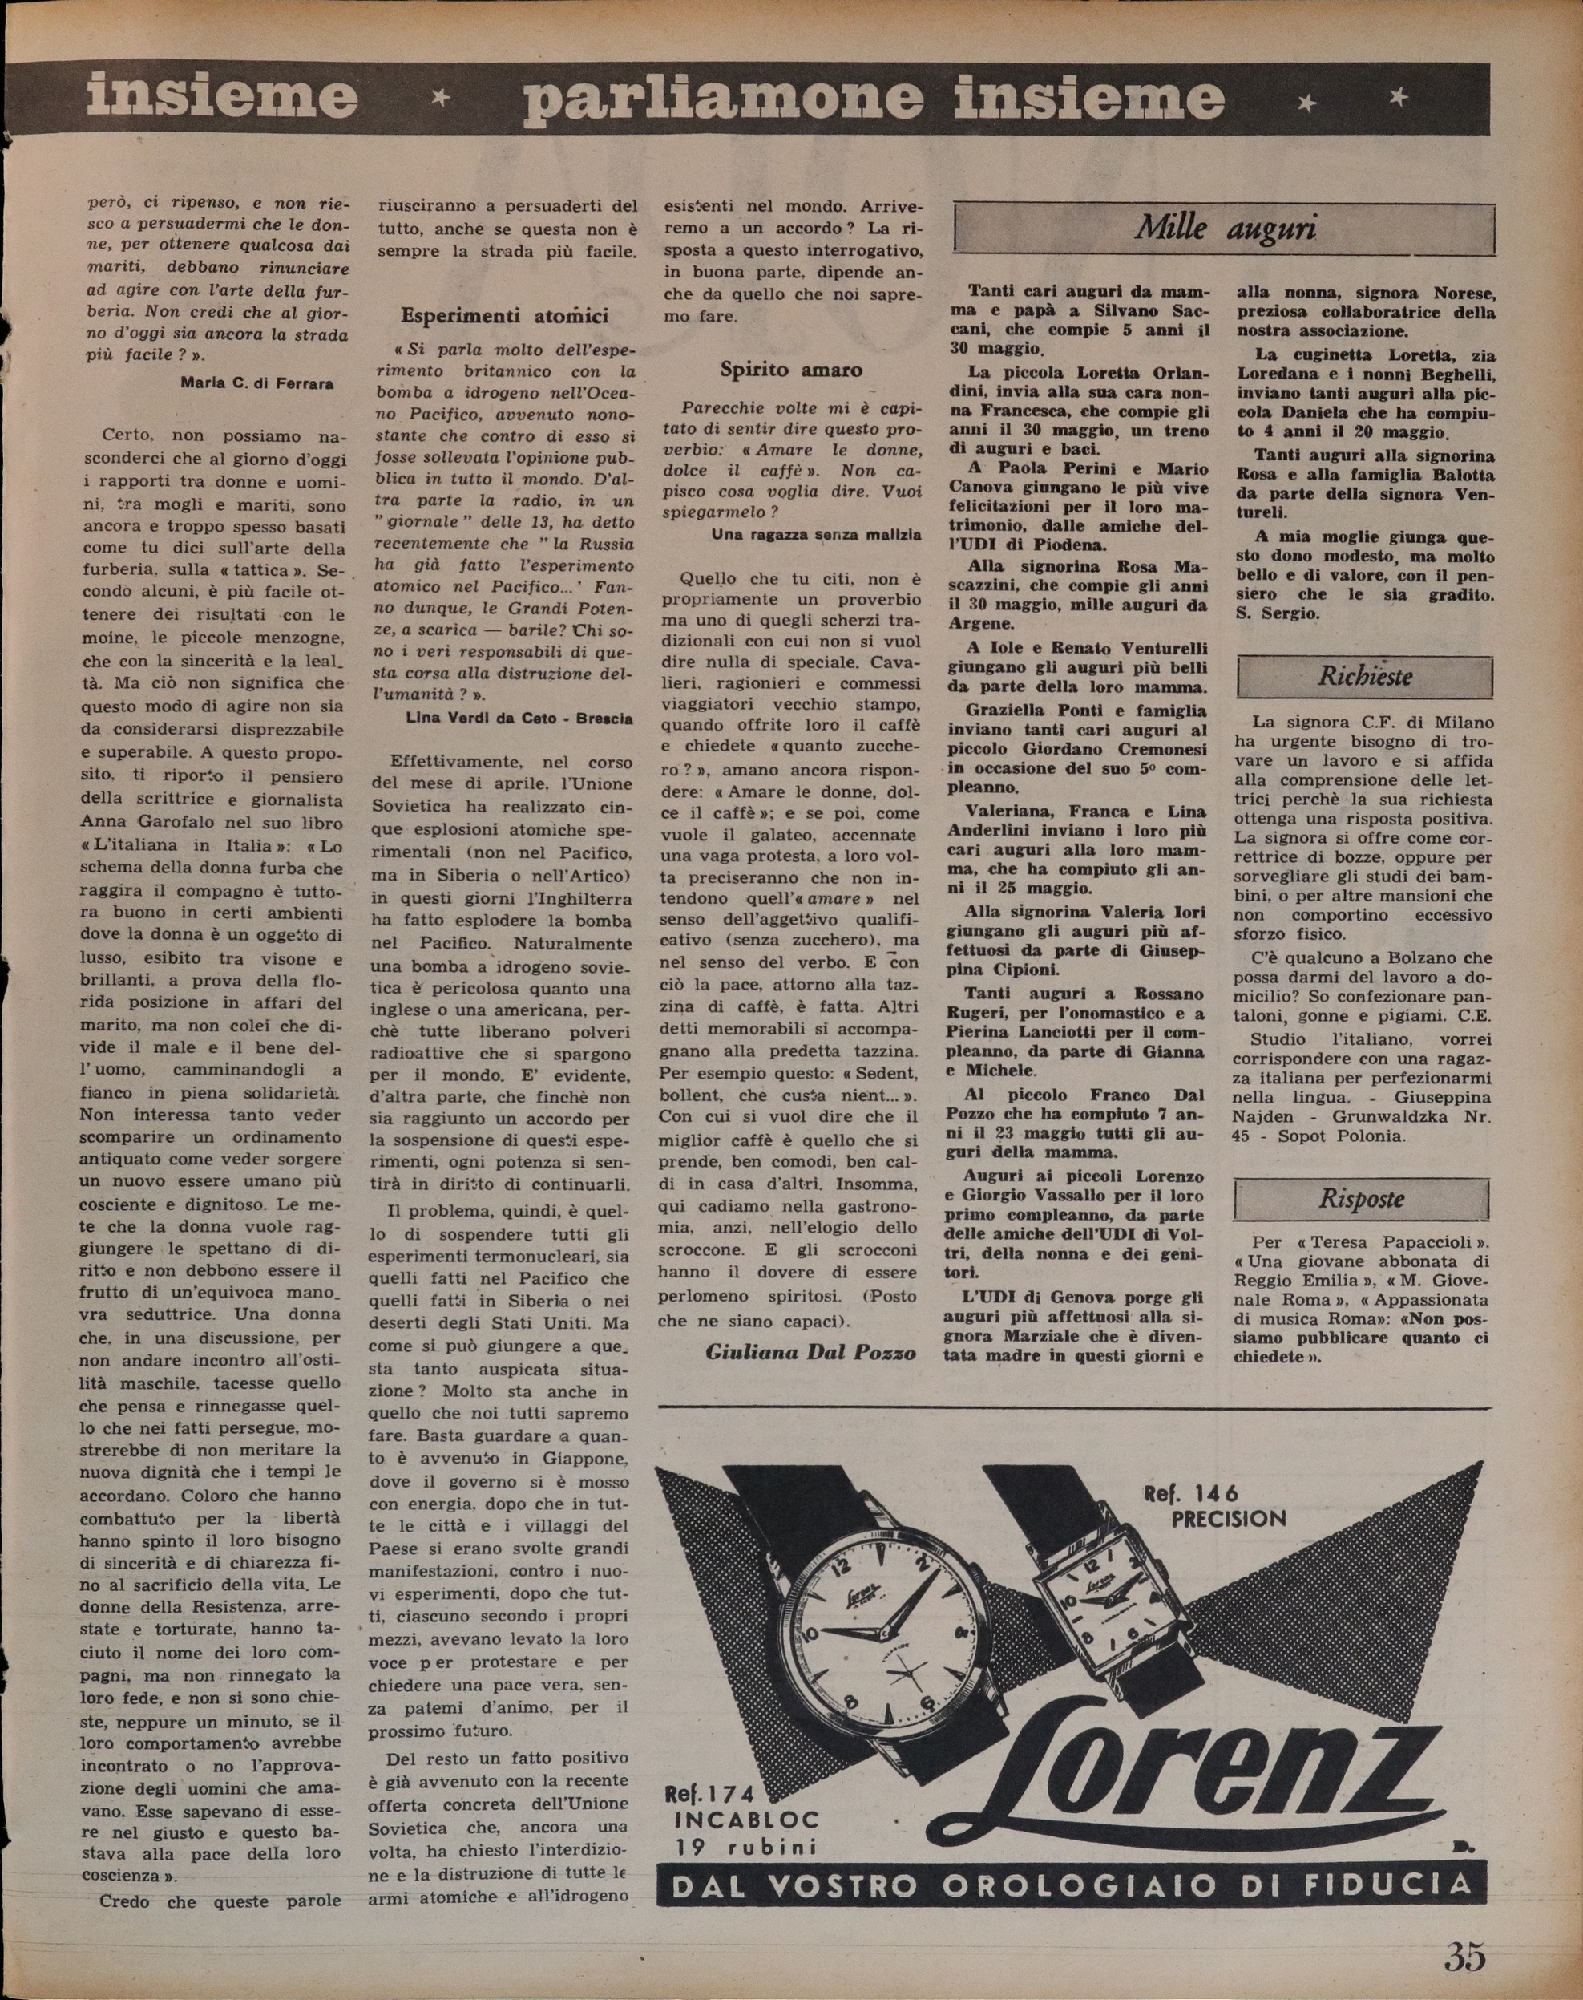 insieme * parliamone insieme * *
però, ci ripenso, e non rie-
sco a persuadermi che le don-
ne, per ottenere qualcosa dai
mariti, debbano rinunciare
ad agire con l'arte della fur-
beria. Non credi che al gior-
no d'oggi sia ancora la strada
più facile? ».
Maria C. di Ferrara
Certo, non possiamo na-
sconderci che al giorno d'oggi
i rapporti tra donne e uomi-
ni, tra mogli e mariti, sono
ancora e troppo spesso basati
come tu dici sull'arte della
furberia, sulla « tattica ». Se-
condo alcuni, è più facile ot-
tenere dei risultati con le
moine, le piccole menzogne,
che con la sincerità e la leal_
tà. Ma ciò non significa che
questo modo di agire non sia
da considerarsi disprezzabile
e superabile. A questo propo-
sito, ti riporto il pensiero
della scrittrice e giornalista
Anna Garofalo nel suo libro
« L'italiana in Italia »: « Lo
schema della donna furba che
raggira il compagno è tutto-
ra buono in certi ambienti
dove la donna è un oggetto di
lusso, esibito tra visone e
brillanti, a prova della flo-
rida posizione in affari del
marito, ma non colei che di-
vide il male e il bene del-
l'uomo, camminandogli a
fianco in piena solidarietà.
Non interessa tanto veder
scomparire un ordinamento
antiquato come veder sorgere
un nuovo essere umano più
cosciente e dignitoso. Le me-
te che la donna vuole rag-
giungere le spettano di di-
ritto e non debbono essere il
frutto di un'equivoca mano_
vra seduttrice. Una donna
che, in una discussione, per
non andare incontro all'osti-
lità maschile, tacesse quello
che pensa e rinnegasse quel-
lo che nei fatti persegue, mo-
strerebbe di non meritare la
nuova dignità che i tempi le
accordano. Coloro che hanno
combattuto per la libertà
hanno spinto il loro bisogno
di sincerità e di chiarezza fi-
no al sacrificio della vita. Le
donne della Resistenza, arre-
state e torturate, hanno ta-
ciuto il nome dei loro com-
pagni, ma non rinnegato la
loro fede, e non si sono chie-
ste, neppure un minuto, se il
loro comportamento avrebbe
incontrato o no l'approva-
zione degli uomini che ama-
vano. Esse sapevano di esse-
re nel giusto e questo ba-
stava alla pace della loro
coscienza ».
Credo che queste parole
riusciranno a persuaderti del
tutto, anche se questa non è
sempre la strada più facile.
Esperimenti atomici
« Si parla molto dell'espe-
rimento britannico con la
bomba a idrogeno nell'Ocea-
no Pacifico, avvenuto nono-
stante che contro di esso si
fosse sollevata l'opinione pub-
blica in tutto il mondo. D'al-
tra parte la radio, in un
"giornale" delle 13, ha detto
recentemente che "la Russia
ha già fatto l'esperimento
atomico nel Pacifico...' Fan-
no dunque, le Grandi Poten-
ze, a scarica — barile? Chi so-
no i veri responsabili di que-
sta corsa alla distruzione del-
l'umanità? ».
Lina Verdi da Ceto - Brescia
Effettivamente, nel corso
del mese di aprile, l'Unione
Sovietica ha realizzato cin-
que esplosioni atomiche spe-
rimentali (non nel Pacifico,
ma in Siberia o nell'Artico)
in questi giorni l'Inghilterra
ha fatto esplodere la bomba
nel Pacifico. Naturalmente
una bomba a idrogeno sovie-
tica è pericolosa quanto una
inglese o una americana, per-
chè tutte liberano polveri
radioattive che si spargono
per il mondo. E' evidente,
d'altra parte, che finchè non
sia raggiunto un accordo per
la sospensione di questi espe-
rimenti, ogni potenza si sen-
tirà in diritto di continuarli.
Il problema, quindi, è quel-
lo di sospendere tutti gli
esperimenti termonucleari, sia
quelli fatti nel Pacifico che
quelli fatti in Siberia o nei
deserti degli Stati Uniti. Ma
come si può giungere a que_
sta tanto auspicata situa-
zione? Molto sta anche in
quello che noi tutti sapremo
fare. Basta guardare a quan-
to è avvenuto in Giappone,
dove il governo si è mosso
con energia, dopo che in tut-
te le città e i villaggi del
Paese si erano svolte grandi
manifestazioni, contro i nuo-
vi esperimenti, dopo che tut-
ti, ciascuno secondo i propri
mezzi, avevano levato la loro
voce per protestare e per
chiedere una pace vera, sen-
za patemi d'animo, per il
prossimo futuro.
Del resto un fatto positivo
è già avvenuto con la recente
offerta concreta dell'Unione
Sovietica che, ancora una
volta, ha chiesto l'interdizio-
ne e la distruzione di tutte le
armi atomiche e all'idrogeno
esistenti nel mondo. Arrive-
remo a un accordo? La ri-
sposta a questo interrogativo,
in buona parte, dipende an-
che da quello che noi sapre-
mo fare.
Spirito amaro
Parecchie volte mi è capi-
tato di sentir dire questo pro-
verbio: « Amare le donne,
dolce il caffè ». Non ca-
pisco cosa voglia dire. Vuoi
spiegarmelo?
Una ragazza senza malizia
Quello che tu citi, non è
propriamente un proverbio
ma uno di quegli scherzi tra-
dizionali con cui non si vuol
dire nulla di speciale. Cava-
lieri, ragionieri e commessi
viaggiatori vecchio stampo,
quando offrite loro il caffè
e chiedete « quanto zucche-
ro? », amano ancora rispon-
dere: « Amare le donne, dol-
ce il caffè »; e se poi, come
vuole il galateo, accennate
una vaga protesta, a loro vol-
ta preciseranno che non in-
tendono quell'« amare » nel
senso dell'aggettivo qualifi-
cativo (senza zucchero), ma
nel senso del verbo. E con
ciò la pace, attorno alla taz-
zina di caffè, è fatta. Altri
detti memorabili si accompa-
gnano alla predetta tazzina.
Per esempio questo: « Sedent,
bollent, che custa nient... ».
Con cui si vuol dire che il
miglior caffè è quello che si
prende, ben comodi, ben cal-
di in casa d'altri. Insomma,
qui cadiamo nella gastrono-
mia, anzi, nell'elogio dello
scroccone. E gli scrocconi
hanno il dovere di essere
perlomeno spiritosi. (Posto
che ne siano capaci).
Giuliana Dal Pozzo
Mille auguri
Tanti cari auguri da mam-
ma e papà a Silvano Sac-
cani, che compie 5 anni il
30 maggio.
La piccola Loretta Orlan-
dini, invia alla sua cara non-
na Francesca, che compie gli
anni il 30 maggio, un treno
di auguri e baci.
A Paola Perini e Mario
Canova giungano le più vive
felicitazioni per il loro ma-
trimonio, dalle amiche del-
l'UDI di Piodena.
Alla signorina Rosa Ma-
scazzini, che compie gli anni
il 30 maggio, mille auguri da
Argene.
A Iole e Renato Venturelli
giungano gli auguri più belli
da parte della loro mamma.
Graziella Ponti e famiglia
inviano tanti cari auguri al
piccolo Giordano Cremonesi
in occasione del suo 5º com-
pleanno.
Valeriana, Franca e Lina
Anderlini inviano i loro più
cari auguri alla loro mam-
ma, che ha compiuto gli an-
ni il 25 maggio.
Alla signorina Valeria Iori
giungano gli auguri più af-
fettuosi da parte di Giusep-
pina Cipioni.
Tanti auguri a Rossano
Rugeri, per l'onomastico e a
Pierina Lanciotti per il com-
pleanno, da parte di Gianna
e Michele.
Al piccolo Franco Dal
Pozzo che ha compiuto 7 an-
ni il 23 maggio tutti gli au-
guri della mamma.
Auguri ai piccoli Lorenzo
e Giorgio Vassallo per il loro
primo compleanno, da parte
delle amiche dell'UDI di Vol-
tri, della nonna e dei geni-
tori.
L'UDI di Genova porge gli
auguri più affettuosi alla si-
gnora Marziale che è diven-
tata madre in questi giorni e
alla nonna, signora Norese,
preziosa collaboratrice della
nostra associazione.
La cuginetta Loretta, zia
Loredana e i nonni Beghelli,
inviano tanti auguri alla pic-
cola Daniela che ha compiu-
to 4 anni il 20 maggio.
Tanti auguri alla signorina
Rosa e alla famiglia Balotta
da parte della signora Ven-
tureli.
A mia moglie giunga que-
sto dono modesto, ma molto
bello e di valore, con il pen-
siero che le sia gradito.
S. Sergio.
Richieste
La signora C.F. di Milano
ha urgente bisogno di tro-
vare un lavoro e si affida
alla comprensione delle let-
trici perchè la sua richiesta
ottenga una risposta positiva.
La signora si offre come cor-
rettrice di bozze, oppure per
sorvegliare gli studi dei bam-
bini, o per altre mansioni che
non comportino eccessivo
sforzo fisico.
C'è qualcuno a Bolzano che
possa darmi del lavoro a do-
micilio? So confezionare pan-
taloni, gonne e pigiami. C.E.
Studio l'italiano, vorrei
corrispondere con una ragaz-
za italiana per perfezionarmi
nella lingua. - Giuseppina
Najden - Grunwaldzka Nr.
45 - Sopot Polonia.
Risposte
Per « Teresa Papaccioli »,
« Una giovane abbonata di
Reggio Emilia », « M. Giove-
nale Roma », « Appassionata
di musica Roma»: «Non pos-
siamo pubblicare quanto ci
chiedete ».
Ref. 146
PRECISION
12
2
4
6
8
10
Lorenz
12
2
4
6
8
10
Lorenz
Ref. 174
INCABLOC
19 rubini
Lorenz
D.
DAL VOSTRO OROLOGIAIO DI FIDUCIA
35